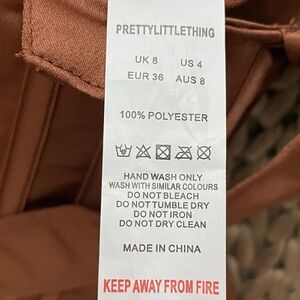 PRETTYLITTLETHING
UK 8 US 4
EUR 36 AUS 8
100% POLYESTER
HAND WASH ONLY
WASH WITH SIMILAR COLOURS
DO NOT BLEACH
DO NOT TUMBLE DRY
DO NOT IRON
DO NOT DRY CLEAN
MADE IN CHINA
KEEP AWAY FROM FIRE